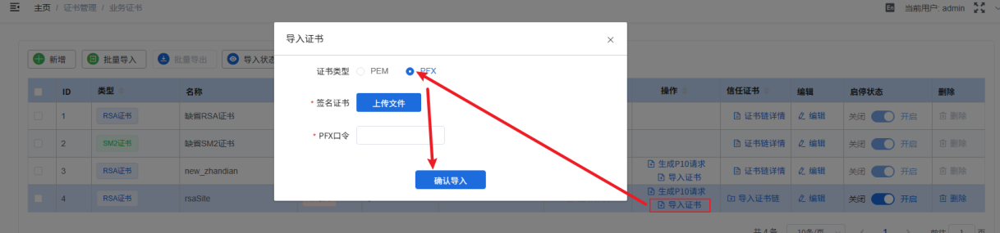 主页 / 证书管理 / 业务证书
En 当前用户: admin
导入证书 ×
新增 批量导入 批量导出 导入状态
证书类型 PEM PFX
ID 类型 名称 操作 信任证书 编辑 启停状态 删除
* 签名证书 上传文件
1 RSA证书 缺省RSA证书 证书链详情 编辑 关闭 开启 删除
* PFX口令
2 SM2证书 缺省SM2证书 证书链详情 编辑 关闭 开启 删除
生成P10请求
3 RSA证书 new_zhandian 导入证书 证书链详情 编辑 关闭 开启 删除
确认导入
生成P10请求
4 RSA证书 rsaSite 导入证书 导入证书链 编辑 关闭 开启 删除
共 4 条 10条/页 1 前往 1 页